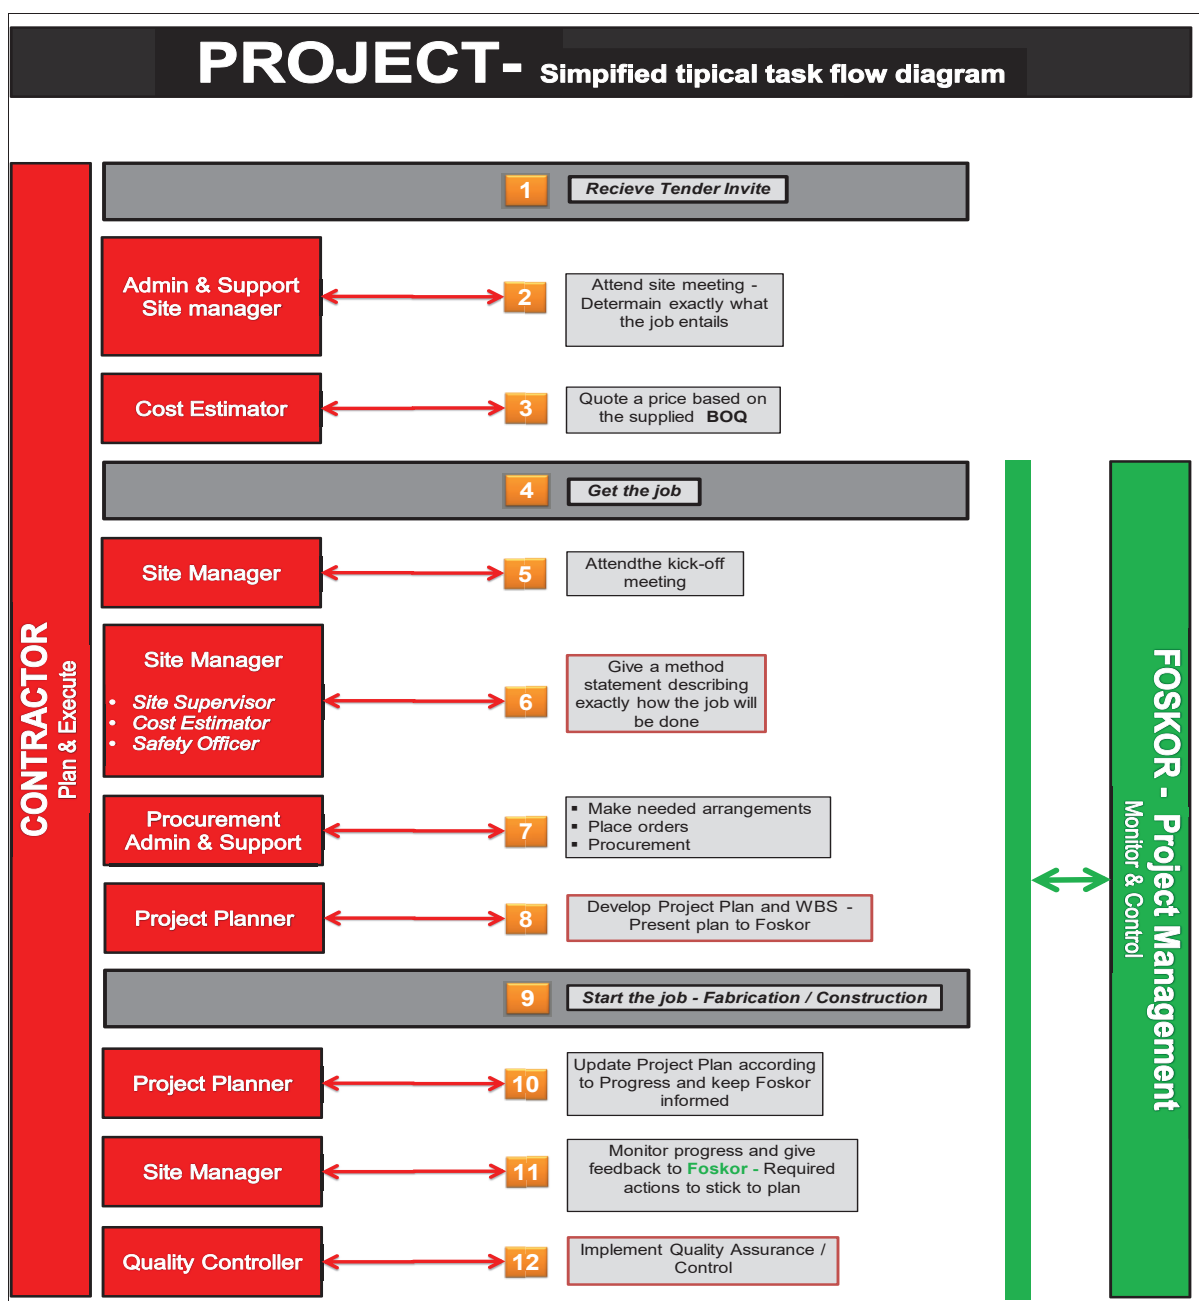 PROJECT- Simpified tipical task flow diagram
1 Recieve Tender Invite
Admin & Support
Site manager
2
Attend site meeting -
Determain exactly what
the job entails
Cost Estimator
3
Quote a price based on
the supplied BOQ
4 Get the job
Site Manager
5
Attendthe kick-off
meeting
Site Manager
• Site Supervisor
• Cost Estimator
• Safety Officer
6
Give a method
statement describing
exactly how the job will
be done
Procurement
Admin & Support
7
▪ Make needed arrangements
▪ Place orders
▪ Procurement
Project Planner
8
Develop Project Plan and WBS -
Present plan to Foskor
9 Start the job - Fabrication / Construction
Project Planner
10
Update Project Plan according
to Progress and keep Foskor
informed
Site Manager
11
Monitor progress and give
feedback to Foskor - Required
actions to stick to plan
Quality Controller
12
Implement Quality Assurance /
Control
CONTRACTOR
Plan & Execute
FOSKOR - Project Management
Monitor & Control